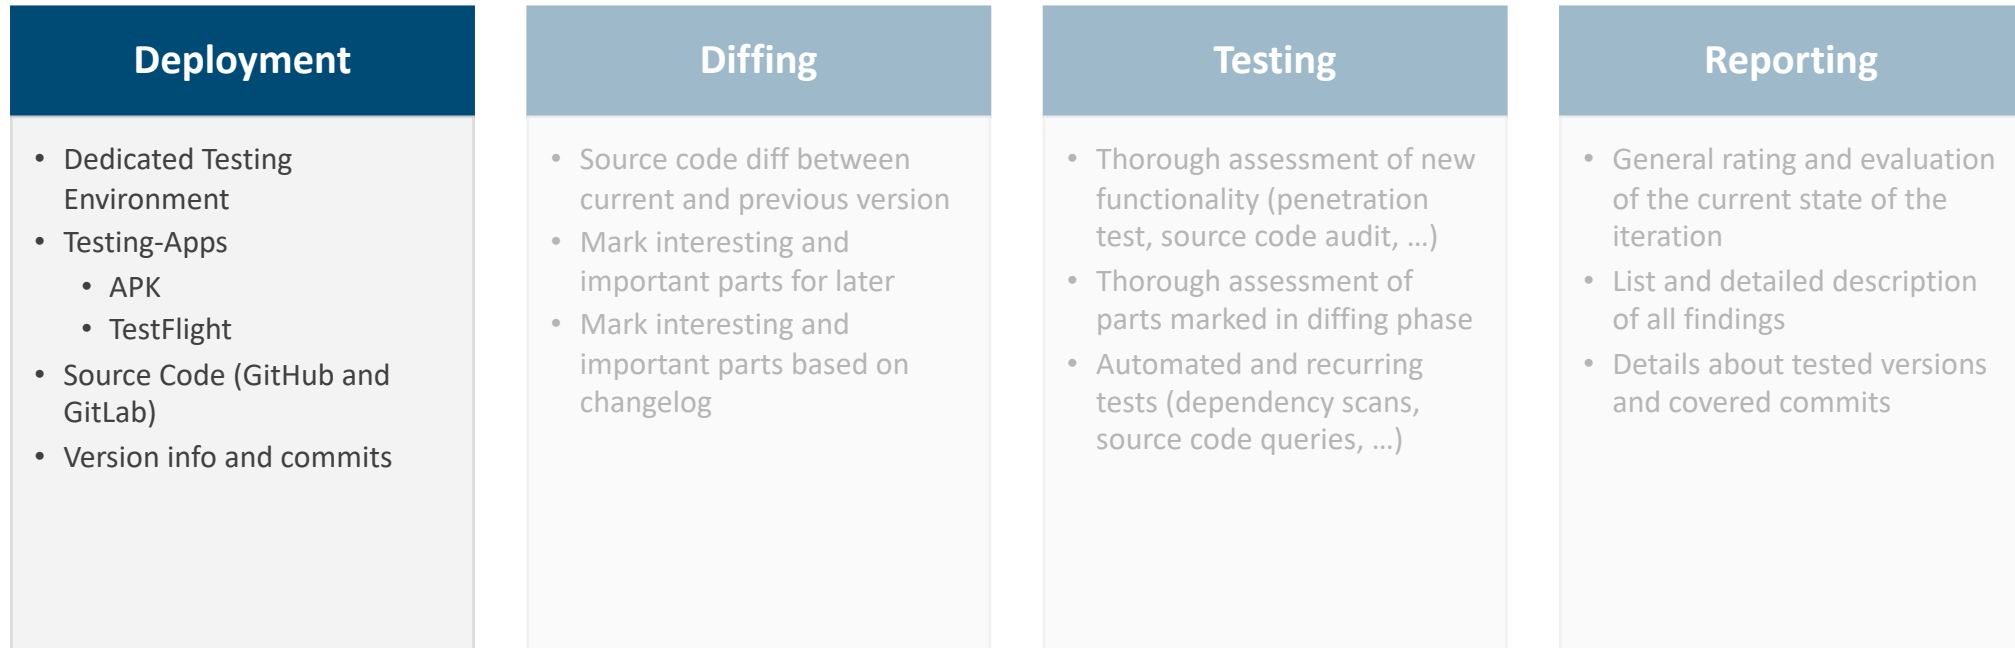 Deployment
• Dedicated Testing
Environment
• Testing-Apps
• APK
• TestFlight
• Source Code (GitHub and
GitLab)
• Version info and commits
Diffing
• Source code diff between
current and previous version
• Mark interesting and
important parts for later
• Mark interesting and
important parts based on
changelog
Testing
• Thorough assessment of new
functionality (penetration
test, source code audit, …)
• Thorough assessment of
parts marked in diffing phase
• Automated and recurring
tests (dependency scans,
source code queries, …)
Reporting
• General rating and evaluation
of the current state of the
iteration
• List and detailed description
of all findings
• Details about tested versions
and covered commits